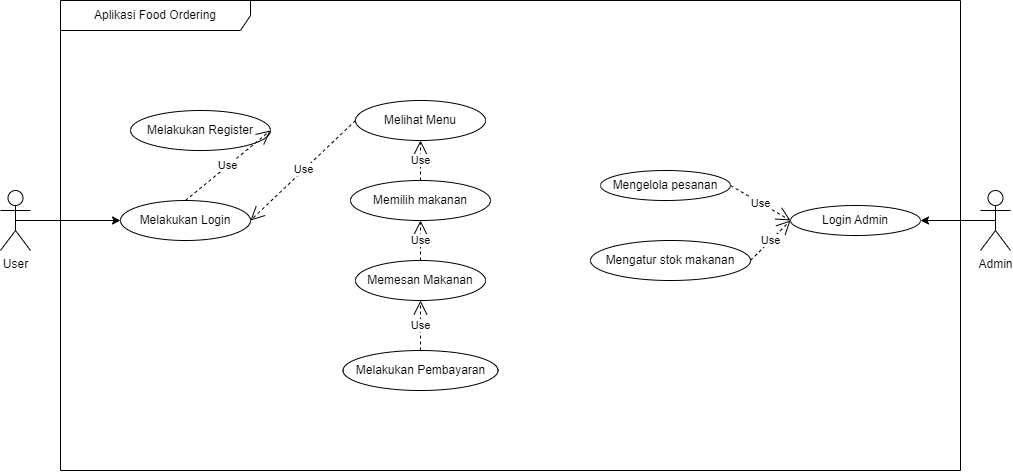 Aplikasi Food Ordering
Melakukan Register
Use
Melakukan Login
User
Melihat Menu
Use
Use
Memilih makanan
Use
Memesan Makanan
Use
Melakukan Pembayaran
Mengelola pesanan
Use
Login Admin
Use
Mengatur stok makanan
Admin